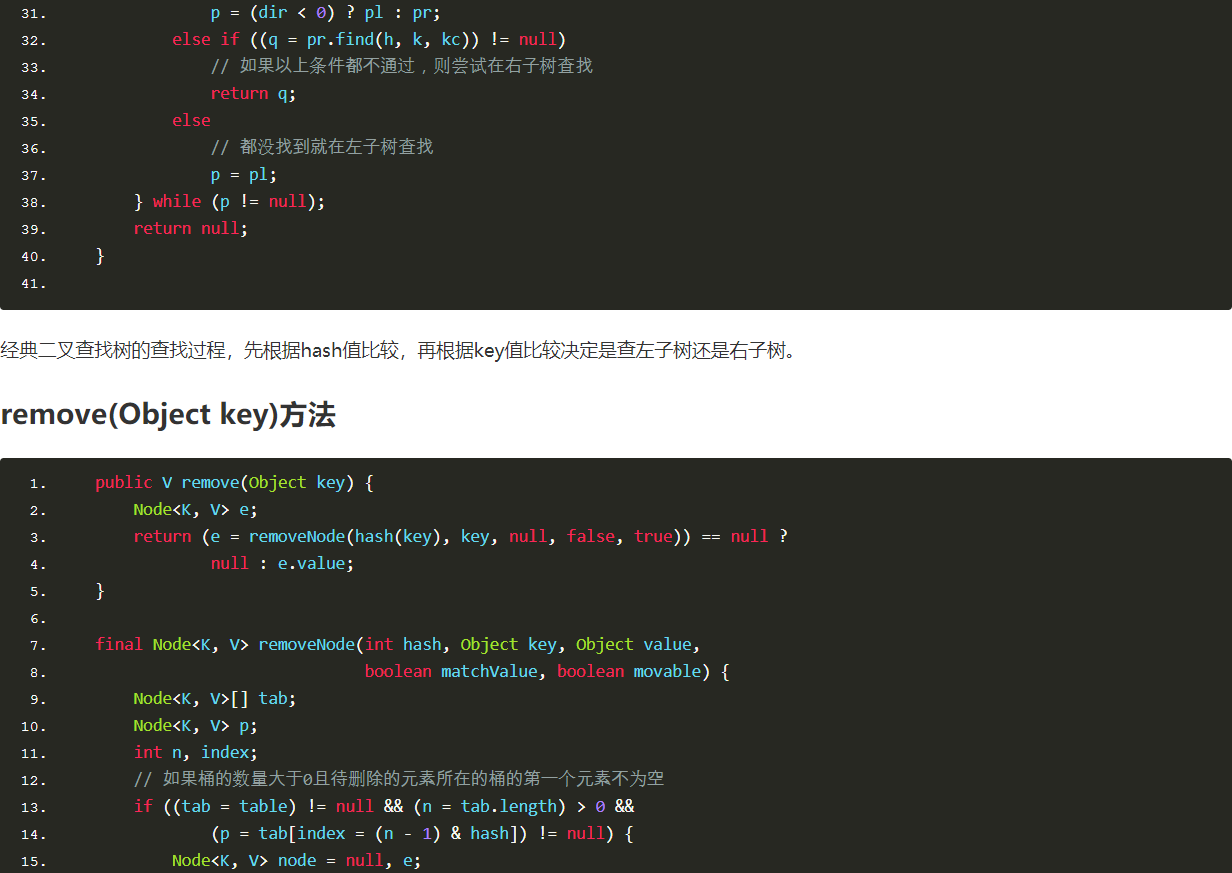 31. p = (dir < 0) ? pl : pr;
32. else if ((q = pr.find(h, k, kc)) != null)
33. // 如果以上条件都不通过，则尝试在右子树查找
34. return q;
35. else
36. // 都没找到就在左子树查找
37. p = pl;
38. } while (p != null);
39. return null;
40. }
41.
经典二叉查找树的查找过程，先根据hash值比较，再根据key值比较决定是查左子树还是右子树。
remove(Object key)方法
1. public V remove(Object key) {
2. Node<K, V> e;
3. return (e = removeNode(hash(key), key, null, false, true)) == null ?
4. null : e.value;
5. }
6.
7. final Node<K, V> removeNode(int hash, Object key, Object value,
8. boolean matchValue, boolean movable) {
9. Node<K, V>[] tab;
10. Node<K, V> p;
11. int n, index;
12. // 如果桶的数量大于0且待删除的元素所在的桶的第一个元素不为空
13. if ((tab = table) != null && (n = tab.length) > 0 &&
14. (p = tab[index = (n - 1) & hash]) != null) {
15. Node<K, V> node = null, e;